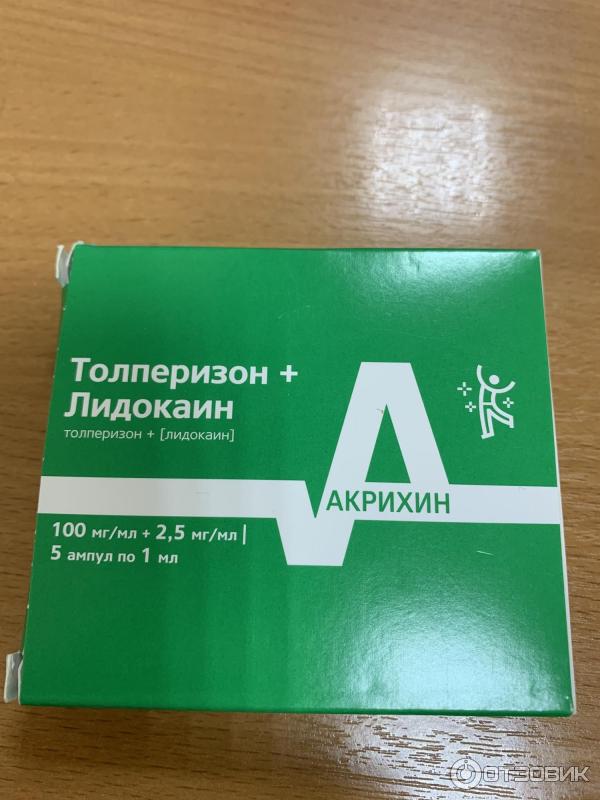 Толперизон +
Лидокаин
толперизон + [лидокаин]
АКРИХИН
100 мг/мл + 2,5 мг/мл |
5 ампул по 1 мл
ОТЗОВИК